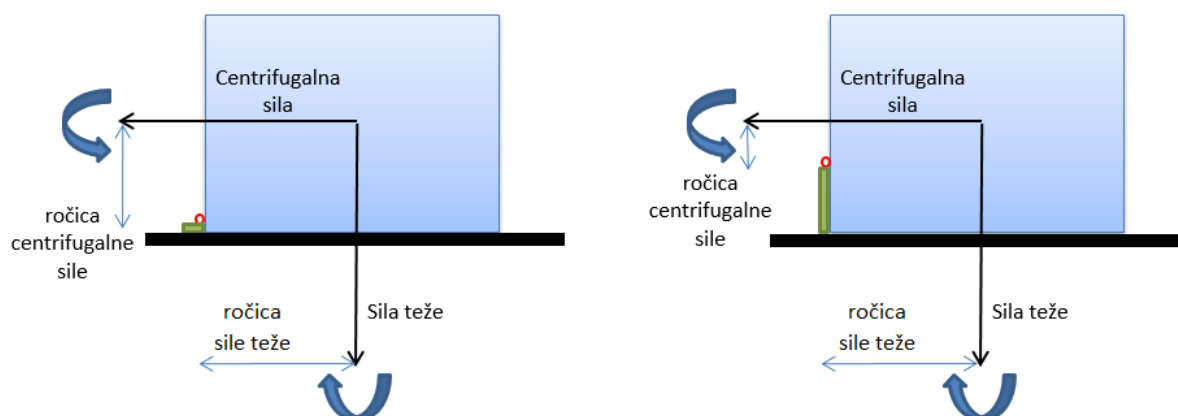 Centrifugalna
sila
ročica
centrifugalne
sile
ročica
sile teže
Sila teže
Centrifugalna
sila
ročica
centrifugalne
sile
ročica
sile teže
Sila teže